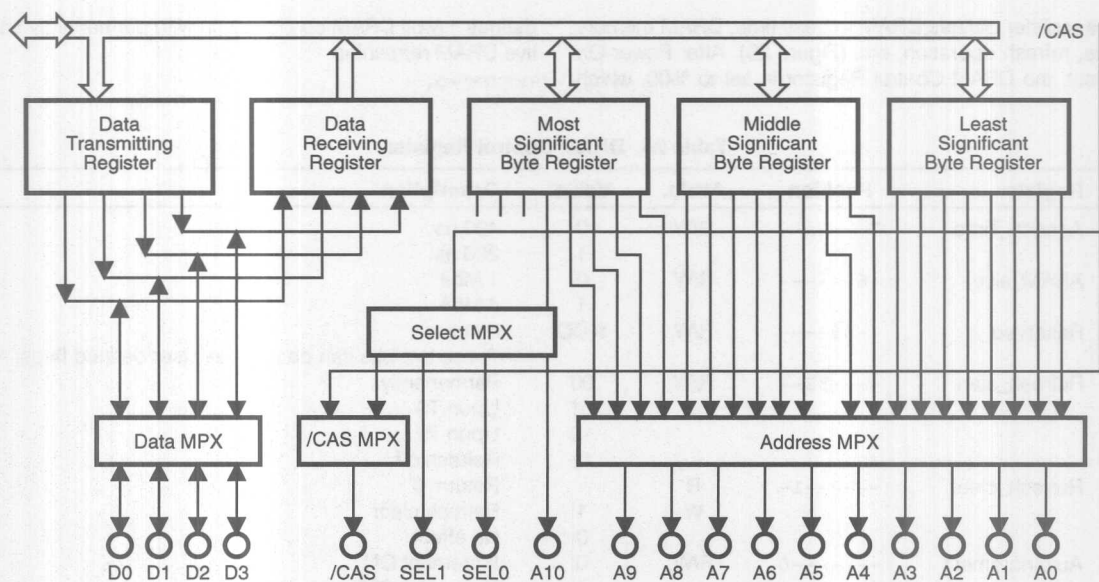 /CAS
Data
Transmitting
Register
Data
Receiving
Register
Most
Significant
Byte Register
Middle
Significant
Byte Register
Least
Significant
Byte Register
Select MPX
Data MPX
/CAS MPX
Address MPX
D0 D1 D2 D3 /CAS SEL1 SEL0 A10 A9 A8 A7 A6 A5 A4 A3 A2 A1 A0